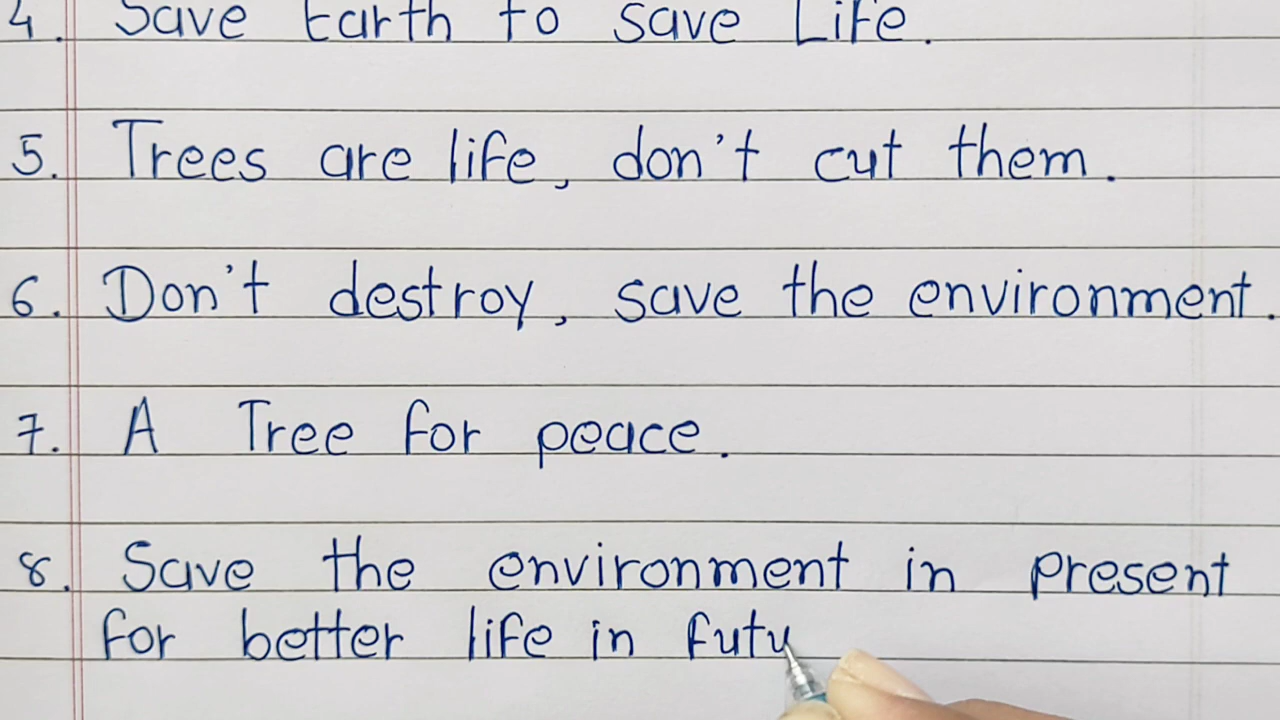 4. Save Earth to save Life.
5. Trees are life, don't cut them.
6. Don't destroy, save the environment.
7. A Tree for peace.
8. Save the environment in present
for better life in futu